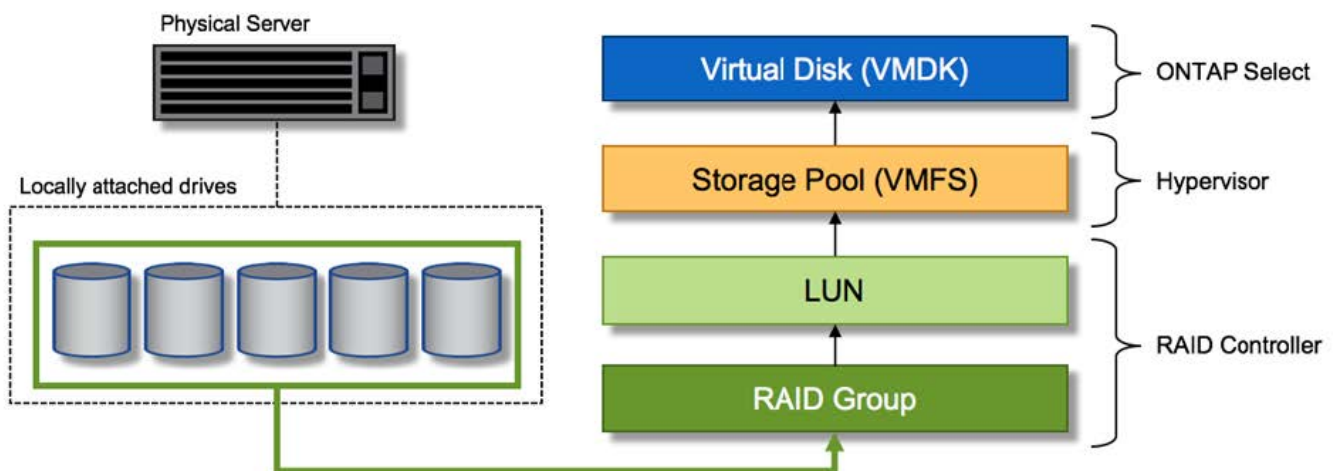 Physical Server
Locally attached drives
Virtual Disk (VMDK)
ONTAP Select
Storage Pool (VMFS)
Hypervisor
LUN
RAID Controller
RAID Group